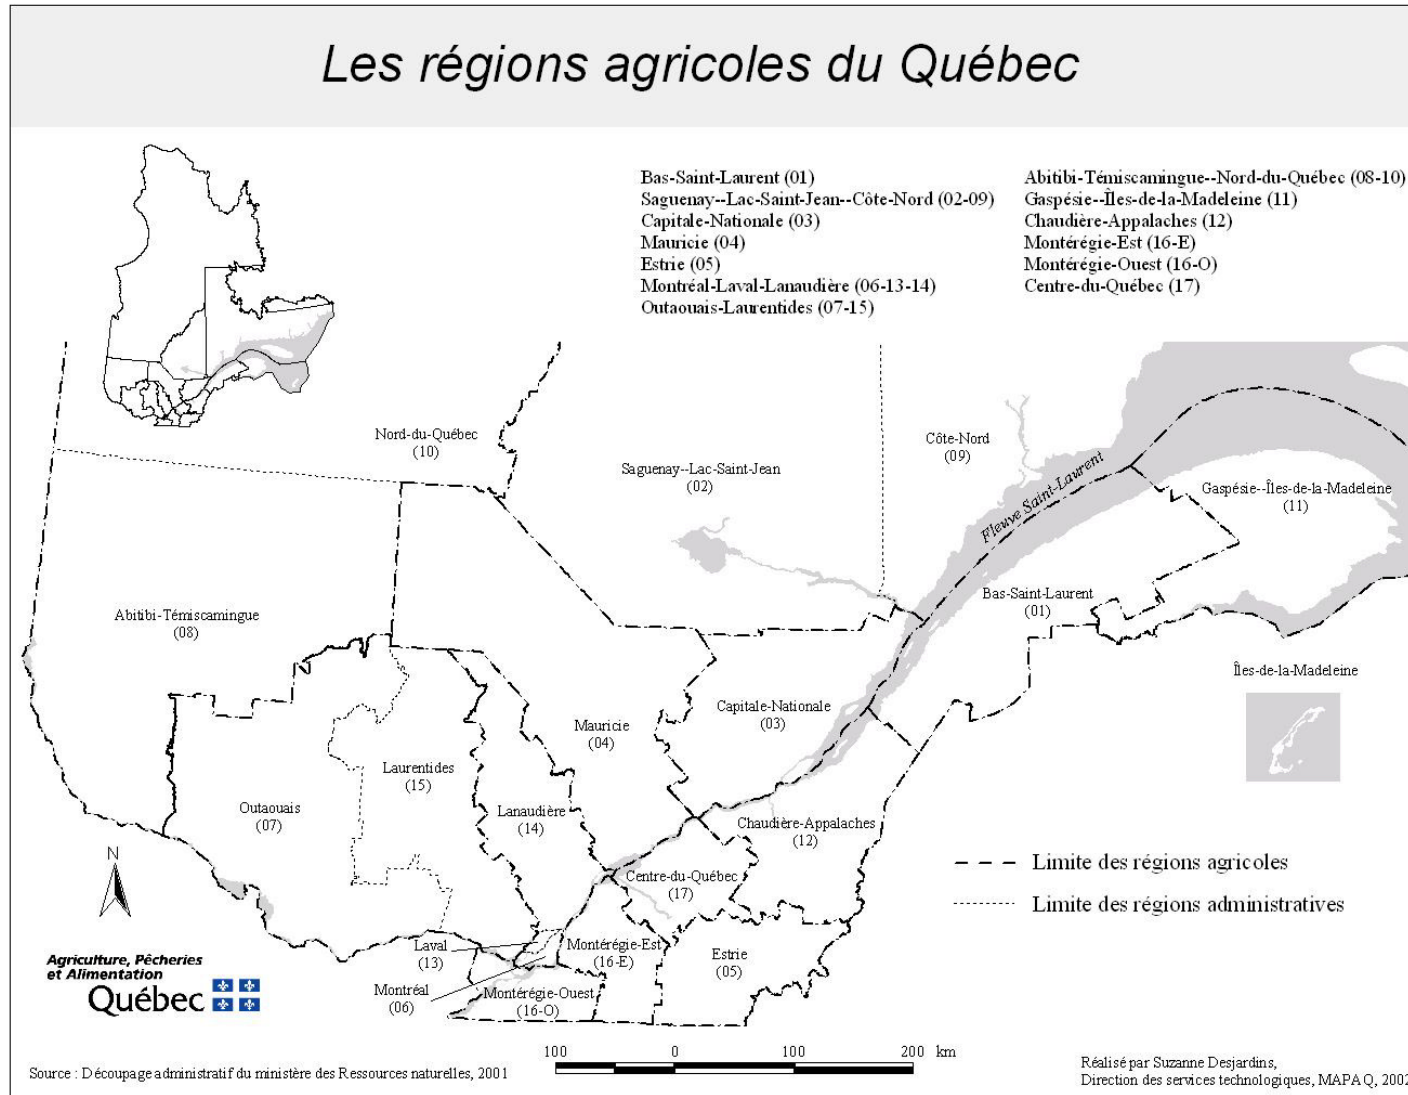 Les régions agricoles du Québec
Bas-Saint-Laurent (01)
Saguenay--Lac-Saint-Jean--Côte-Nord (02-09)
Capitale-Nationale (03)
Mauricie (04)
Estrie (05)
Montréal-Laval-Lanaudière (06-13-14)
Outaouais-Laurentides (07-15)
Abitibi-Témiscamingue--Nord-du-Québec (08-10)
Gaspésie--Îles-de-la-Madeleine (11)
Chaudière-Appalaches (12)
Montérégie-Est (16-E)
Montérégie-Ouest (16-O)
Centre-du-Québec (17)
Nord-du-Québec
(10)
Saguenay--Lac-Saint-Jean
(02)
Côte-Nord
(09)
Fleuve Saint-Laurent
Gaspésie--Îles-de-la-Madeleine
(11)
Abitibi-Témiscamingue
(08)
Bas-Saint-Laurent
(01)
Îles-de-la-Madeleine
Capitale-Nationale
(03)
Mauricie
(04)
Laurentides
(15)
Outaouais
(07)
Lanaudière
(14)
Chaudière-Appalaches
(12)
Centre-du-Québec
(17)
Laval
(13)
Montérégie-Est
(16-E)
Estrie
(05)
Montréal
(06)
Montérégie-Ouest
(16-O)
N
Limite des régions agricoles
Limite des régions administratives
Agriculture, Pêcheries
et Alimentation
Québec
100 0 100 200 km
Source : Découpage administratif du ministère des Ressources naturelles, 2001
Réalisé par Suzanne Desjardins,
Direction des services technologiques, MAPAQ, 2002